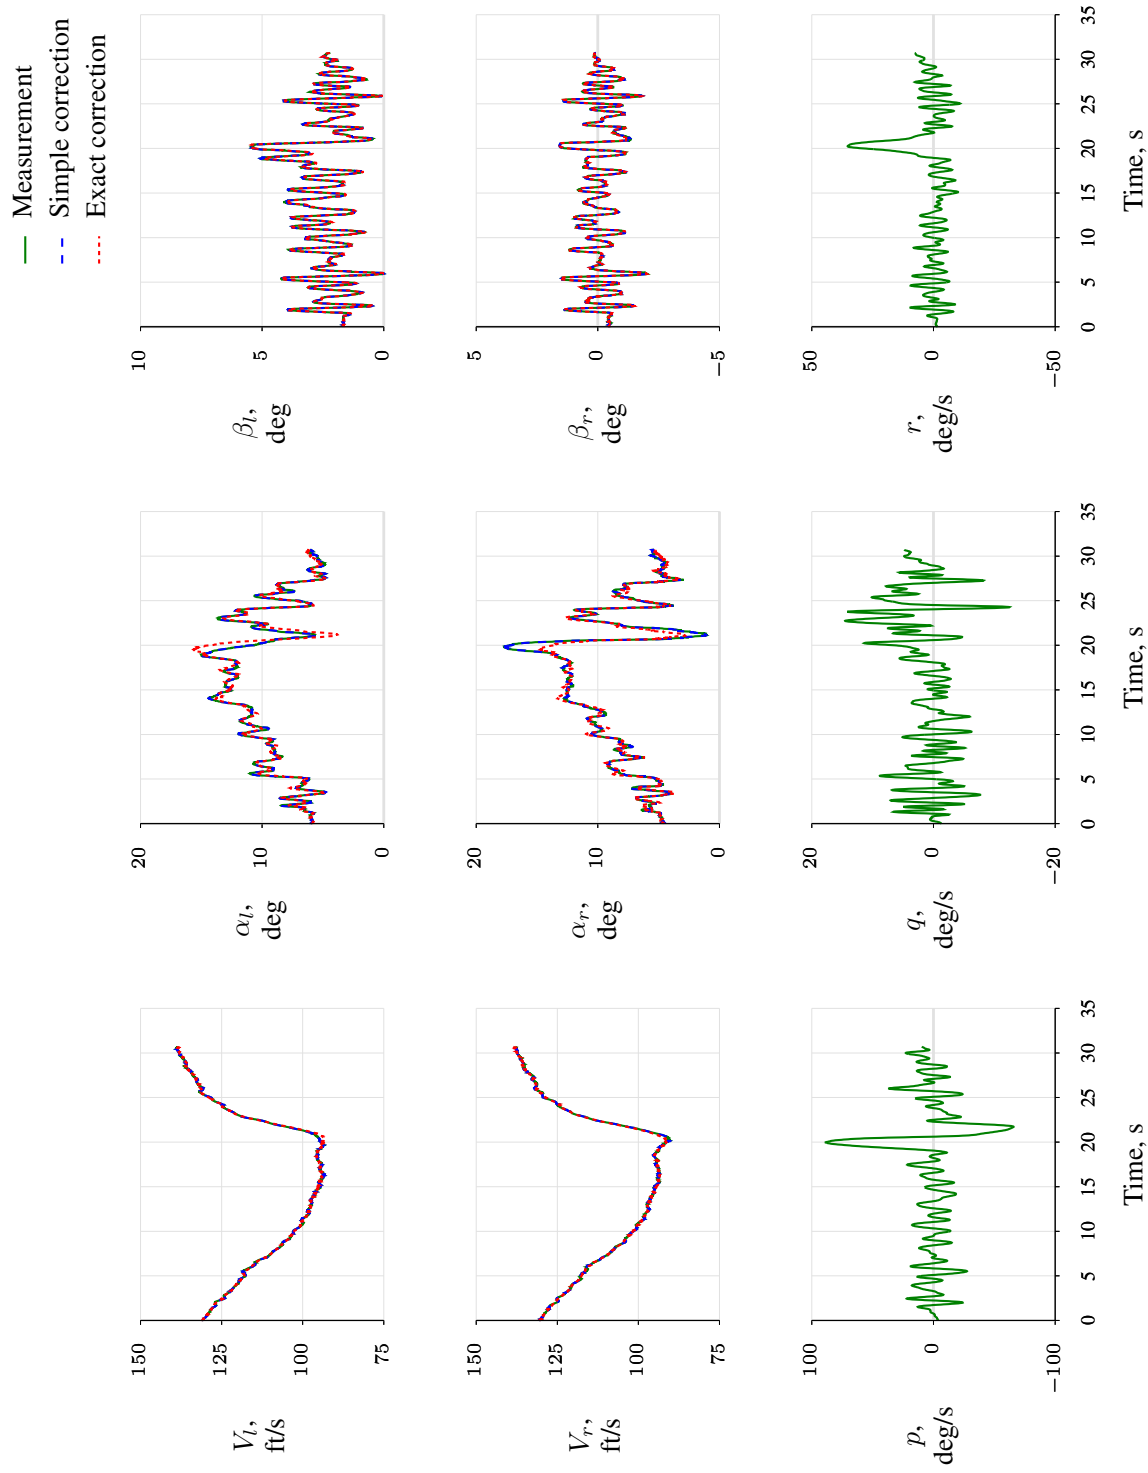 Measurement
Simple correction
Exact correction
150
125
100
75
V_l,
ft/s
20
10
0
α_l,
deg
10
5
0
β_l,
deg
150
125
100
75
V_r,
ft/s
20
10
0
α_r,
deg
5
0
−5
β_r,
deg
100
0
−100
p,
deg/s
0 5 10 15 20 25 30 35
Time, s
20
0
−20
q,
deg/s
0 5 10 15 20 25 30 35
Time, s
50
0
−50
r,
deg/s
0 5 10 15 20 25 30 35
Time, s